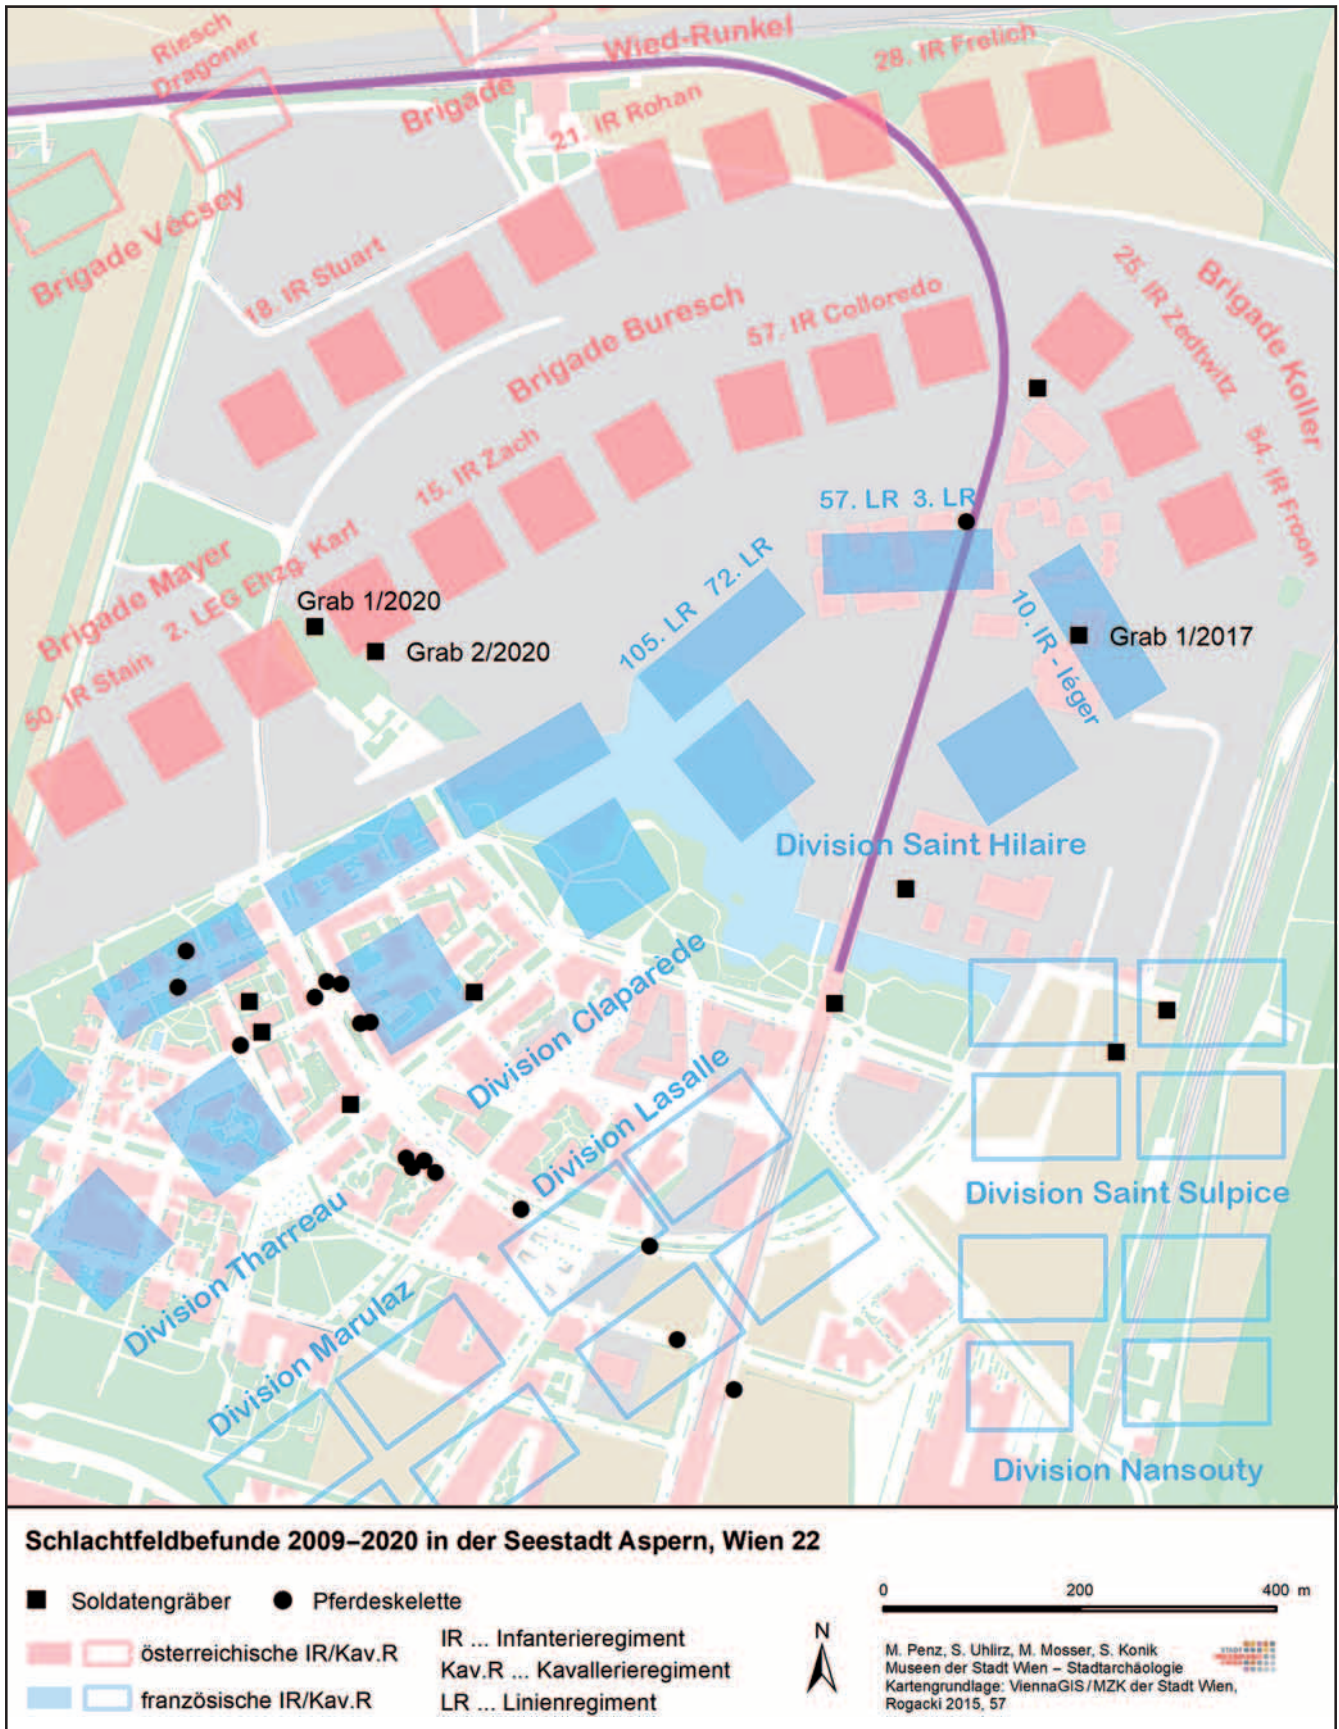 Riesch
Dragoner
Brigade
Wied-Runkel
28. IR Frelich
21. IR Rohan
Brigade Vécsey
18. IR Stuart
Brigade Buresch
57. IR Colloredo
25. IR Zedtwitz
Brigade Koller
15. IR Zach
54. IR Froon
57. LR 3. LR
Brigade Mayer
2. LEG Ehzg. Karl
Grab 1/2020
105. LR 72. LR
10. IR - léger
Grab 2/2020
Grab 1/2017
50. IR Stain
Division Saint Hilaire
Division Claparède
Division Lasalle
Division Saint Sulpice
Division Tharreau
Division Marulaz
Division Nansouty
Schlachtfeldbefunde 2009–2020 in der Seestadt Aspern, Wien 22
Soldatengräber
Pferdeskelette
österreichische IR/Kav.R
französische IR/Kav.R
IR ... Infanterieregiment
Kav.R ... Kavallerieregiment
LR ... Linienregiment
N
0 200 400 m
M. Penz, S. Uhlirz, M. Mosser, S. Konik
Museen der Stadt Wien – Stadtarchäologie
Kartengrundlage: ViennaGIS/MZK der Stadt Wien,
Rogacki 2015, 57